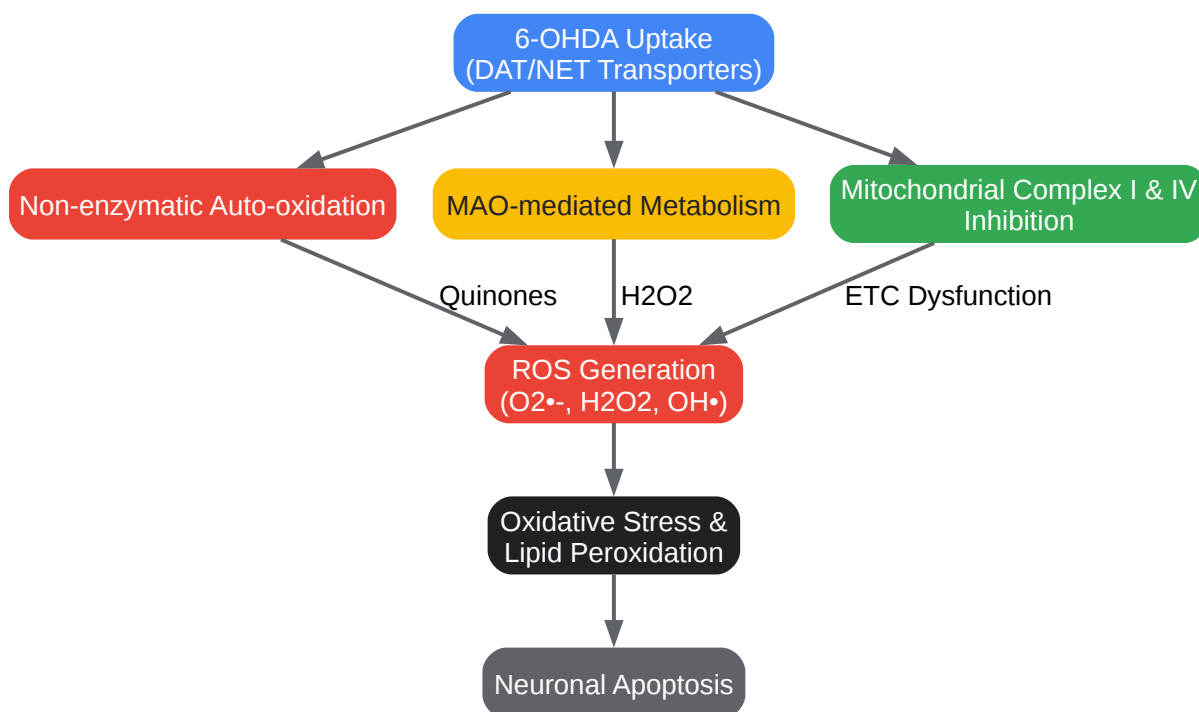 6-OHDA Uptake
(DAT/NET Transporters)
Non-enzymatic Auto-oxidation
MAO-mediated Metabolism
Mitochondrial Complex I & IV
Inhibition
Quinones
H2O2
ETC Dysfunction
ROS Generation
(O2•-, H2O2, OH•)
Oxidative Stress &
Lipid Peroxidation
Neuronal Apoptosis